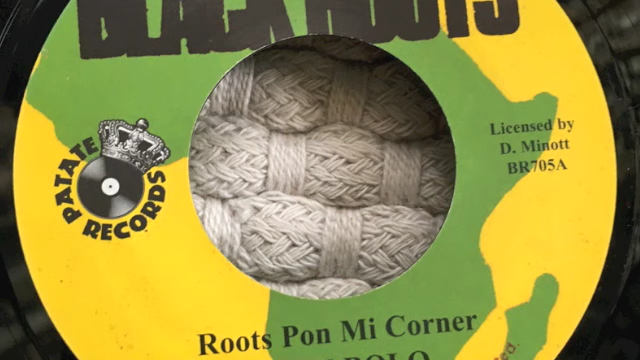 BLACK ROOTS
PATATE
RECORDS
Licensed by
D. Minott
BR705A
Roots Pon Mi Corner